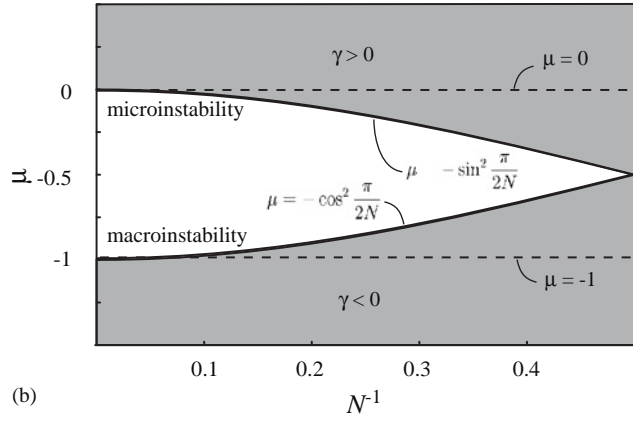 γ > 0
μ = 0
0
microinstability
μ   − sin² π/2N
-0.5
μ
μ = − cos² π/2N
macroinstability
-1
μ = -1
γ < 0
0.1 0.2 0.3 0.4
(b)
N⁻¹